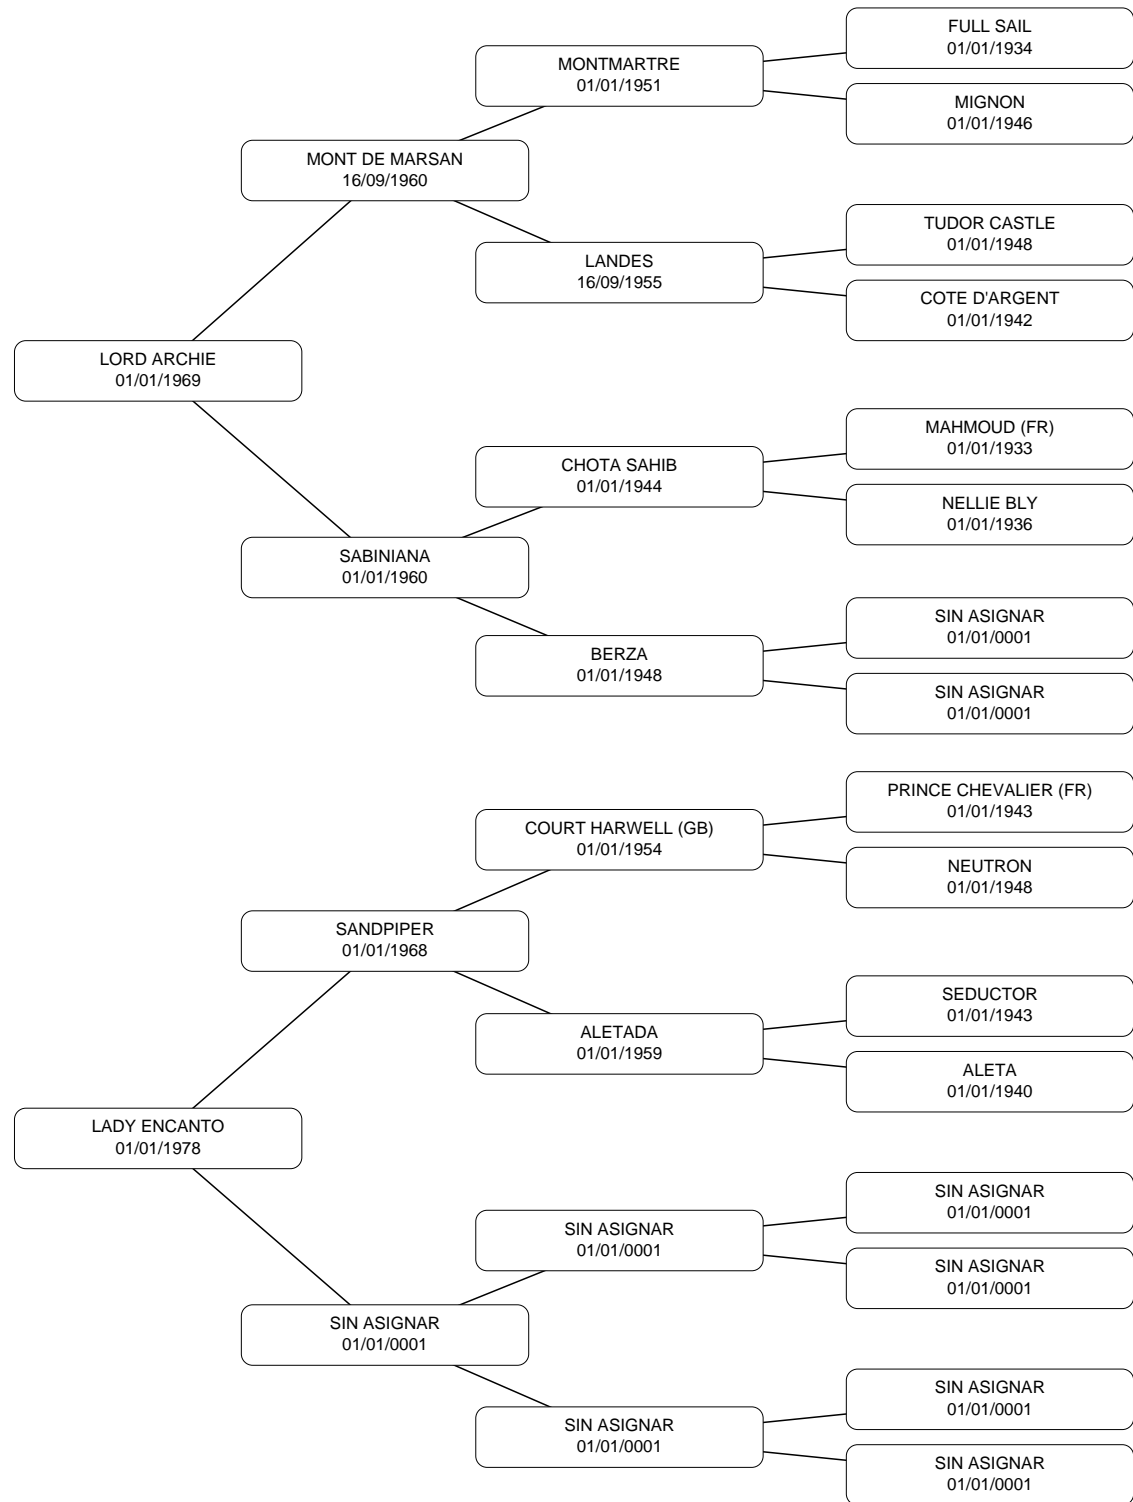 FULL SAIL
01/01/1934
MONTMARTRE
01/01/1951
MIGNON
01/01/1946
MONT DE MARSAN
16/09/1960
TUDOR CASTLE
01/01/1948
LANDES
16/09/1955
COTE D'ARGENT
01/01/1942
LORD ARCHIE
01/01/1969
MAHMOUD (FR)
01/01/1933
CHOTA SAHIB
01/01/1944
NELLIE BLY
01/01/1936
SABINIANA
01/01/1960
SIN ASIGNAR
01/01/0001
BERZA
01/01/1948
SIN ASIGNAR
01/01/0001
PRINCE CHEVALIER (FR)
01/01/1943
COURT HARWELL (GB)
01/01/1954
NEUTRON
01/01/1948
SANDPIPER
01/01/1968
SEDUCTOR
01/01/1943
ALETADA
01/01/1959
ALETA
01/01/1940
LADY ENCANTO
01/01/1978
SIN ASIGNAR
01/01/0001
SIN ASIGNAR
01/01/0001
SIN ASIGNAR
01/01/0001
SIN ASIGNAR
01/01/0001
SIN ASIGNAR
01/01/0001
SIN ASIGNAR
01/01/0001
SIN ASIGNAR
01/01/0001